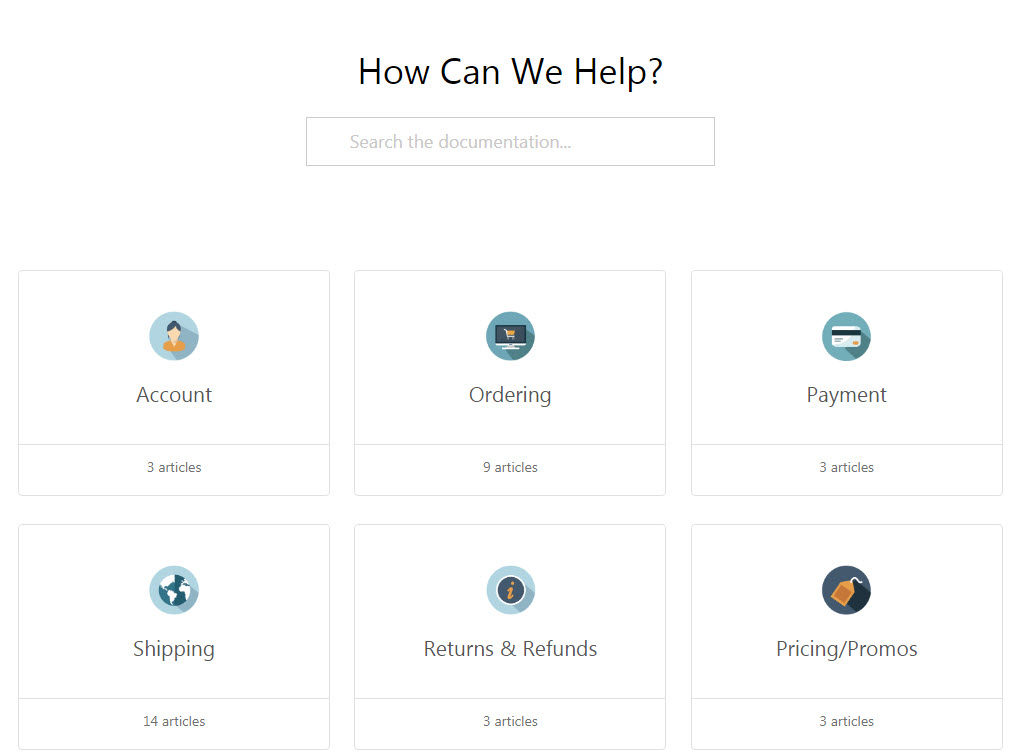 How Can We Help?
Search the documentation...
Account
Ordering
Payment
3 articles
9 articles
3 articles
Shipping
Returns & Refunds
Pricing/Promos
14 articles
3 articles
3 articles